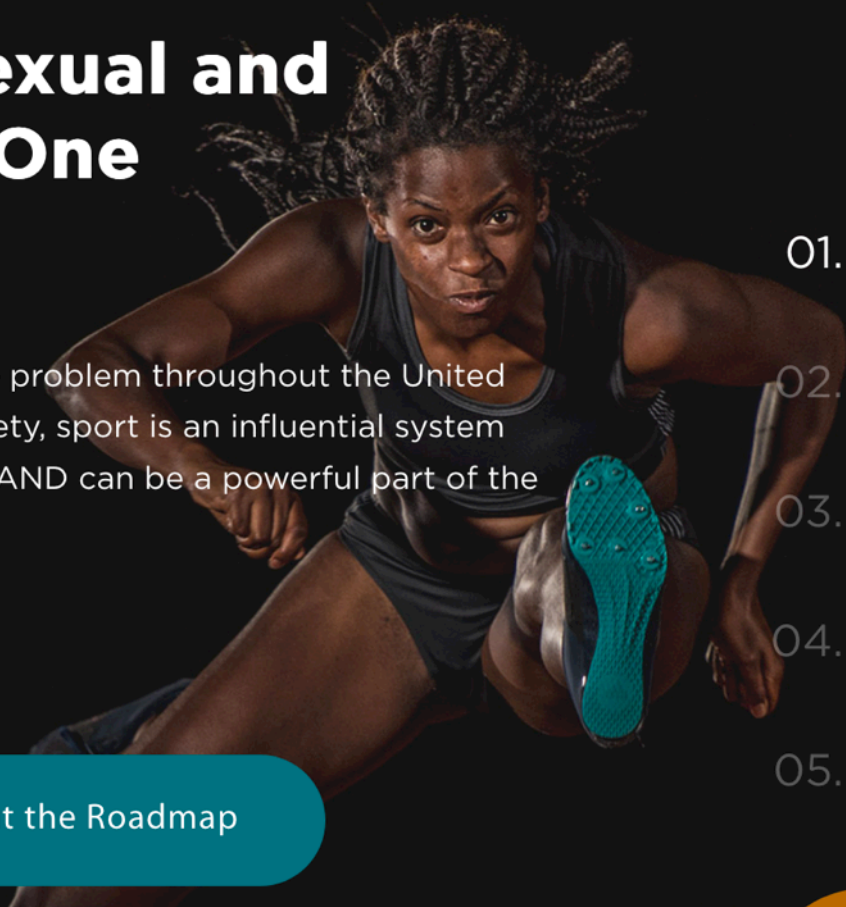 exual and
One
problem throughout the United
ety, sport is an influential system
AND can be a powerful part of the
t the Roadmap
01.
02.
03.
04.
05.